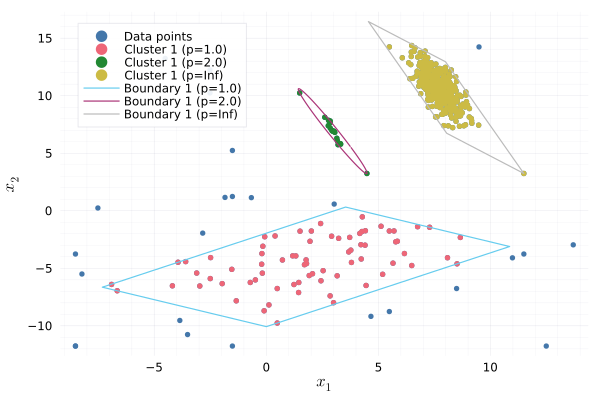 Data points
Cluster 1 (p=1.0)
Cluster 1 (p=2.0)
Cluster 1 (p=Inf)
Boundary 1 (p=1.0)
Boundary 1 (p=2.0)
Boundary 1 (p=Inf)
15
10
5
0
−5
−10
x₂
−5
0
5
10
x₁